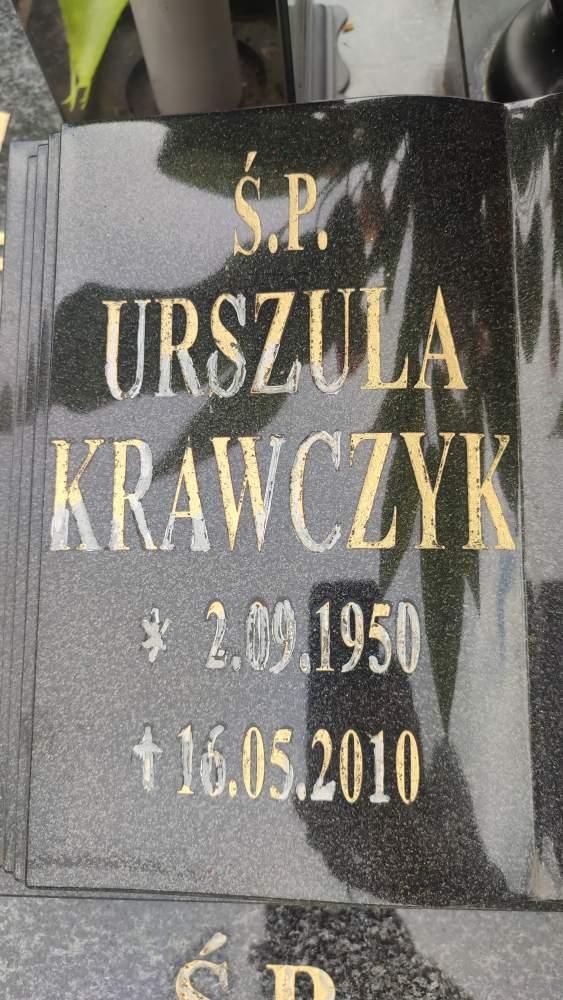 Ś.P.
URSZULA
KRAWCZYK
* 2.09.1950
† 16.05.2010
Ś.P.